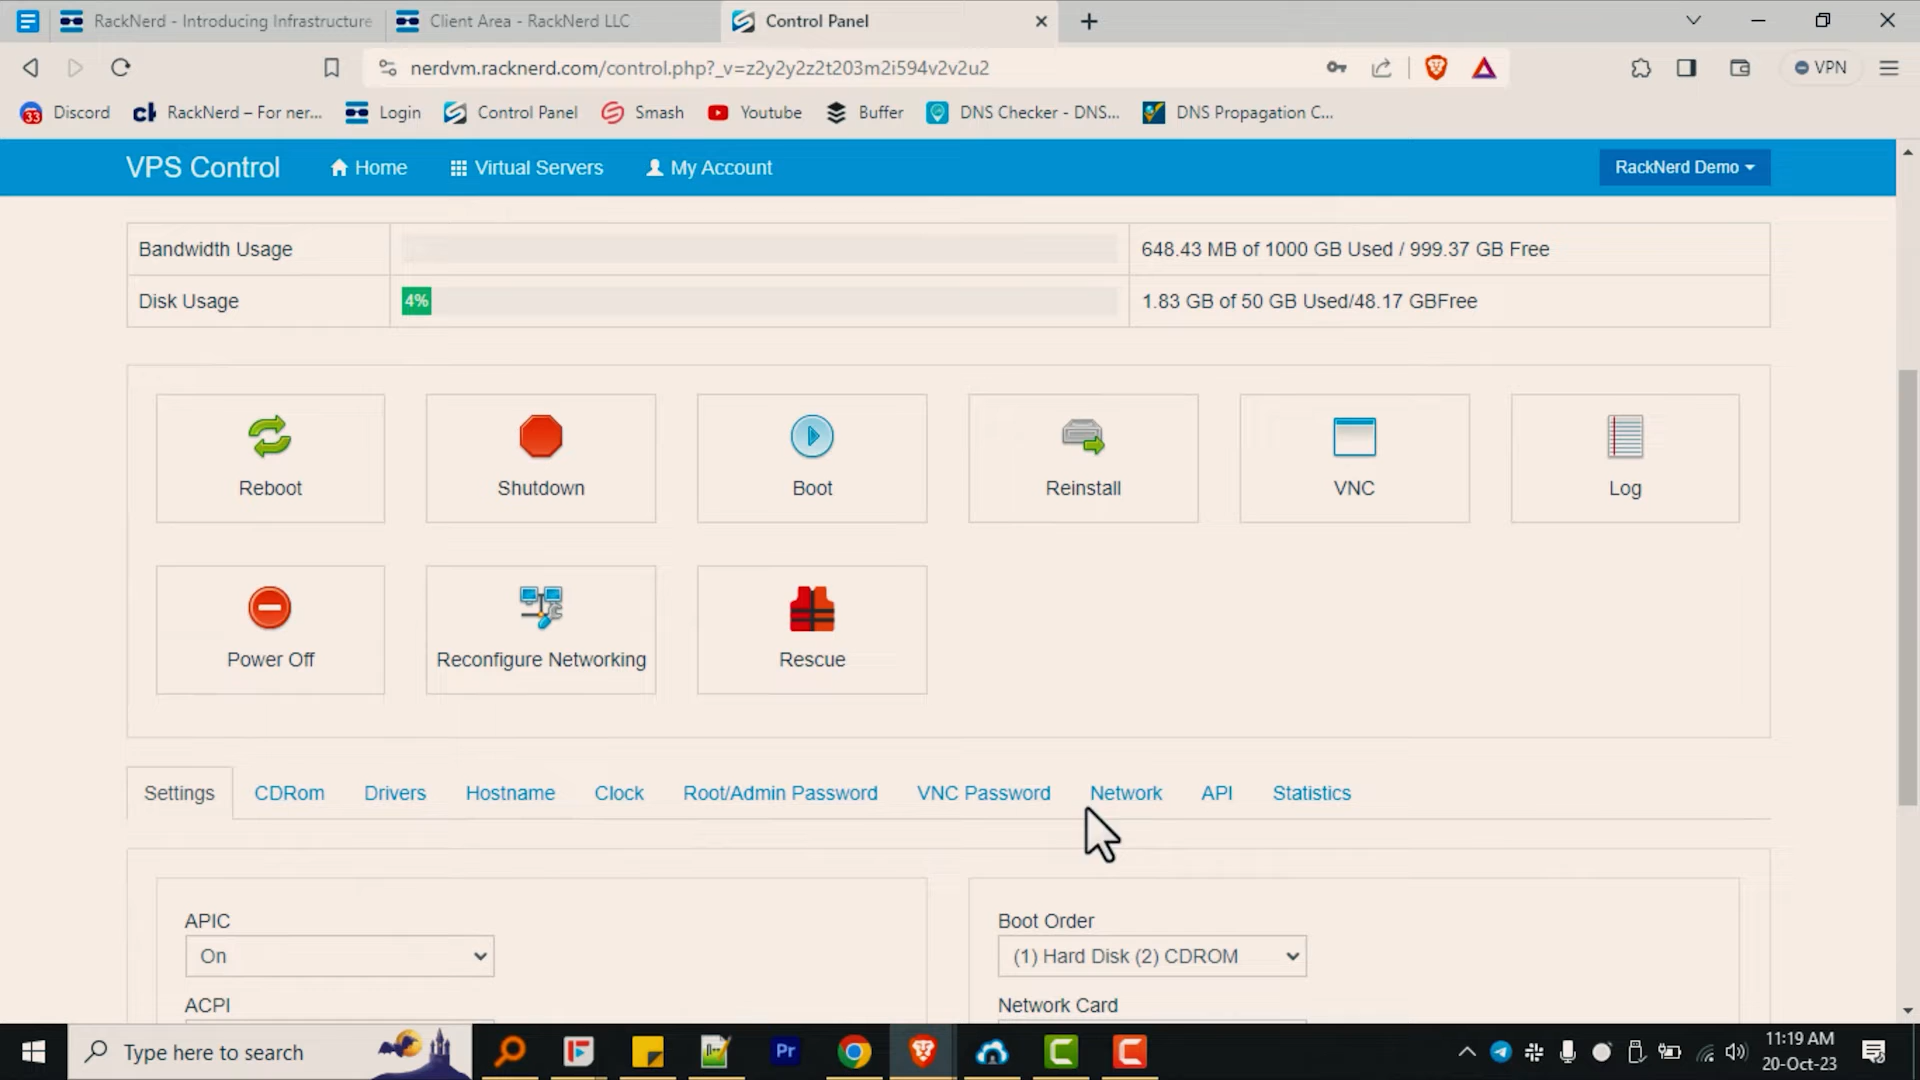 RackNerd - Introducing Infrastructure
Client Area - RackNerd LLC
Control Panel
nerdvm.racknerd.com/control.php?_v=z2y2y2z2t203m2i594v2v2u2
VPN
33
Discord
RackNerd – For ner...
Login
Control Panel
Smash
Youtube
Buffer
DNS Checker - DNS...
DNS Propagation C...
VPS Control
Home
Virtual Servers
My Account
RackNerd Demo
Bandwidth Usage
648.43 MB of 1000 GB Used / 999.37 GB Free
Disk Usage
4%
1.83 GB of 50 GB Used/48.17 GBFree
Reboot
Shutdown
Boot
Reinstall
VNC
Log
Power Off
Reconfigure Networking
Rescue
Settings
CDRom
Drivers
Hostname
Clock
Root/Admin Password
VNC Password
Network
API
Statistics
APIC
On
Boot Order
(1) Hard Disk (2) CDROM
ACPI
Network Card
Type here to search
Pr
11:19 AM
20-Oct-23